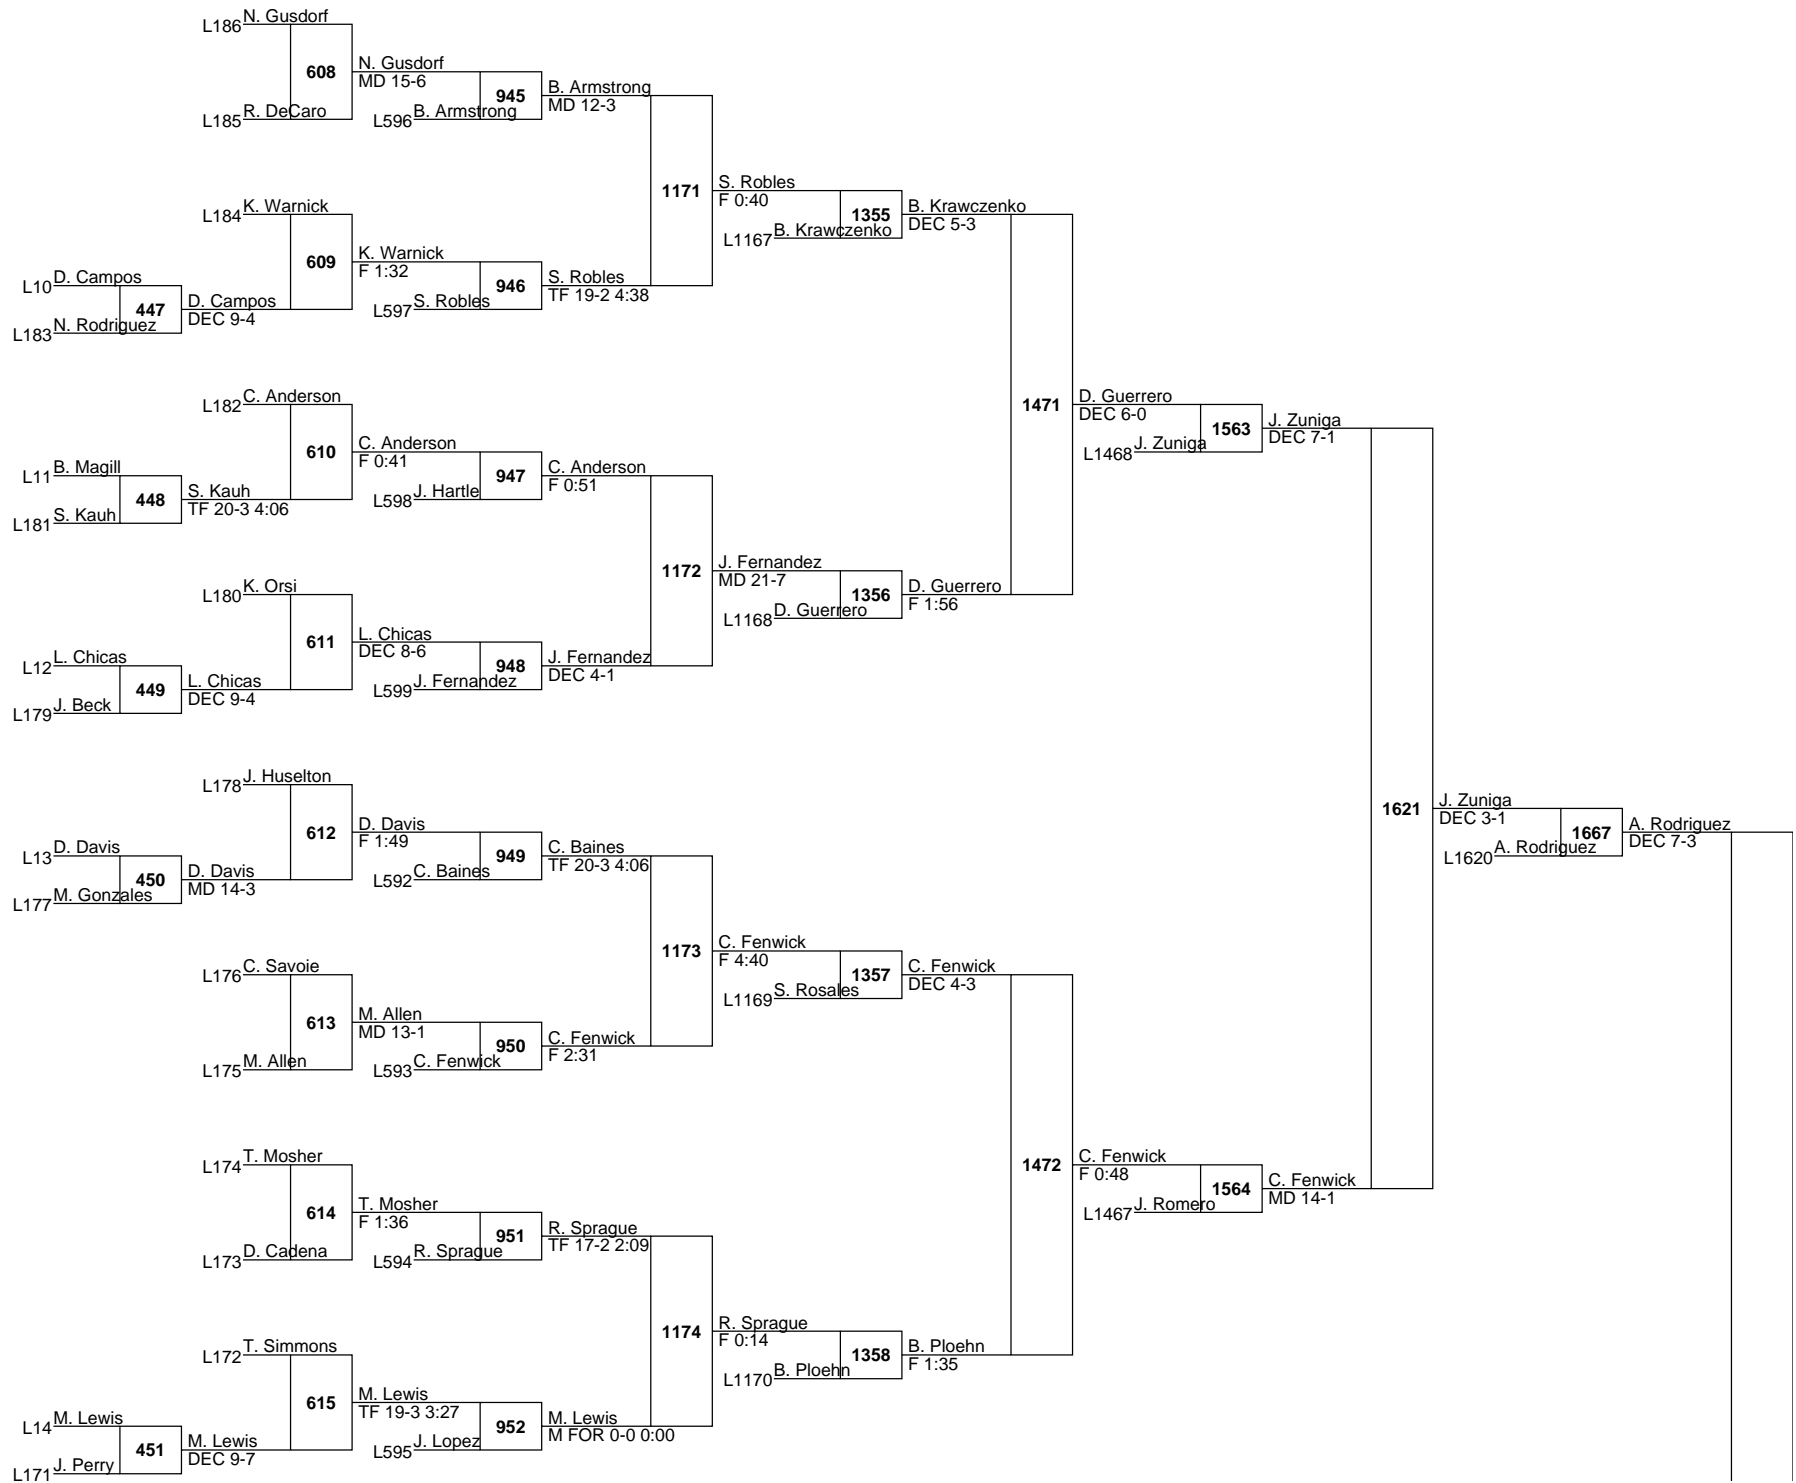 L186 N. Gusdorf
608
N. Gusdorf
MD 15-6
L185 R. DeCaro
945
L596 B. Armstrong
B. Armstrong
MD 12-3
1171
S. Robles
F 0:40
1355
L1167 B. Krawczenko
B. Krawczenko
DEC 5-3
L184 K. Warnick
609
K. Warnick
F 1:32
L10 D. Campos
447
L183 N. Rodriguez
D. Campos
DEC 9-4
946
L597 S. Robles
S. Robles
TF 19-2 4:38
1471
D. Guerrero
DEC 6-0
1563
L1468 J. Zuniga
J. Zuniga
DEC 7-1
L182 C. Anderson
610
C. Anderson
F 0:41
L11 B. Magill
448
L181 S. Kauh
S. Kauh
TF 20-3 4:06
947
L598 J. Hartle
C. Anderson
F 0:51
1172
J. Fernandez
MD 21-7
1356
L1168 D. Guerrero
D. Guerrero
F 1:56
L180 K. Orsi
611
L. Chicas
DEC 8-6
L12 L. Chicas
449
L179 J. Beck
L. Chicas
DEC 9-4
948
L599 J. Fernandez
J. Fernandez
DEC 4-1
1621
J. Zuniga
DEC 3-1
1667
L1620 A. Rodriguez
A. Rodriguez
DEC 7-3
L178 J. Huselton
612
D. Davis
F 1:49
L13 D. Davis
450
L177 M. Gonzales
D. Davis
MD 14-3
949
L592 C. Baines
C. Baines
TF 20-3 4:06
1173
C. Fenwick
F 4:40
1357
L1169 S. Rosales
C. Fenwick
DEC 4-3
L176 C. Savoie
613
M. Allen
MD 13-1
L175 M. Allen
950
L593 C. Fenwick
C. Fenwick
F 2:31
1472
C. Fenwick
F 0:48
1564
L1467 J. Romero
C. Fenwick
MD 14-1
L174 T. Mosher
614
T. Mosher
F 1:36
L173 D. Cadena
951
L594 R. Sprague
R. Sprague
TF 17-2 2:09
1174
R. Sprague
F 0:14
1358
L1170 B. Ploehn
B. Ploehn
F 1:35
L172 T. Simmons
615
M. Lewis
TF 19-3 3:27
L14 M. Lewis
451
L171 J. Perry
M. Lewis
DEC 9-7
952
L595 J. Lopez
M. Lewis
M FOR 0-0 0:00